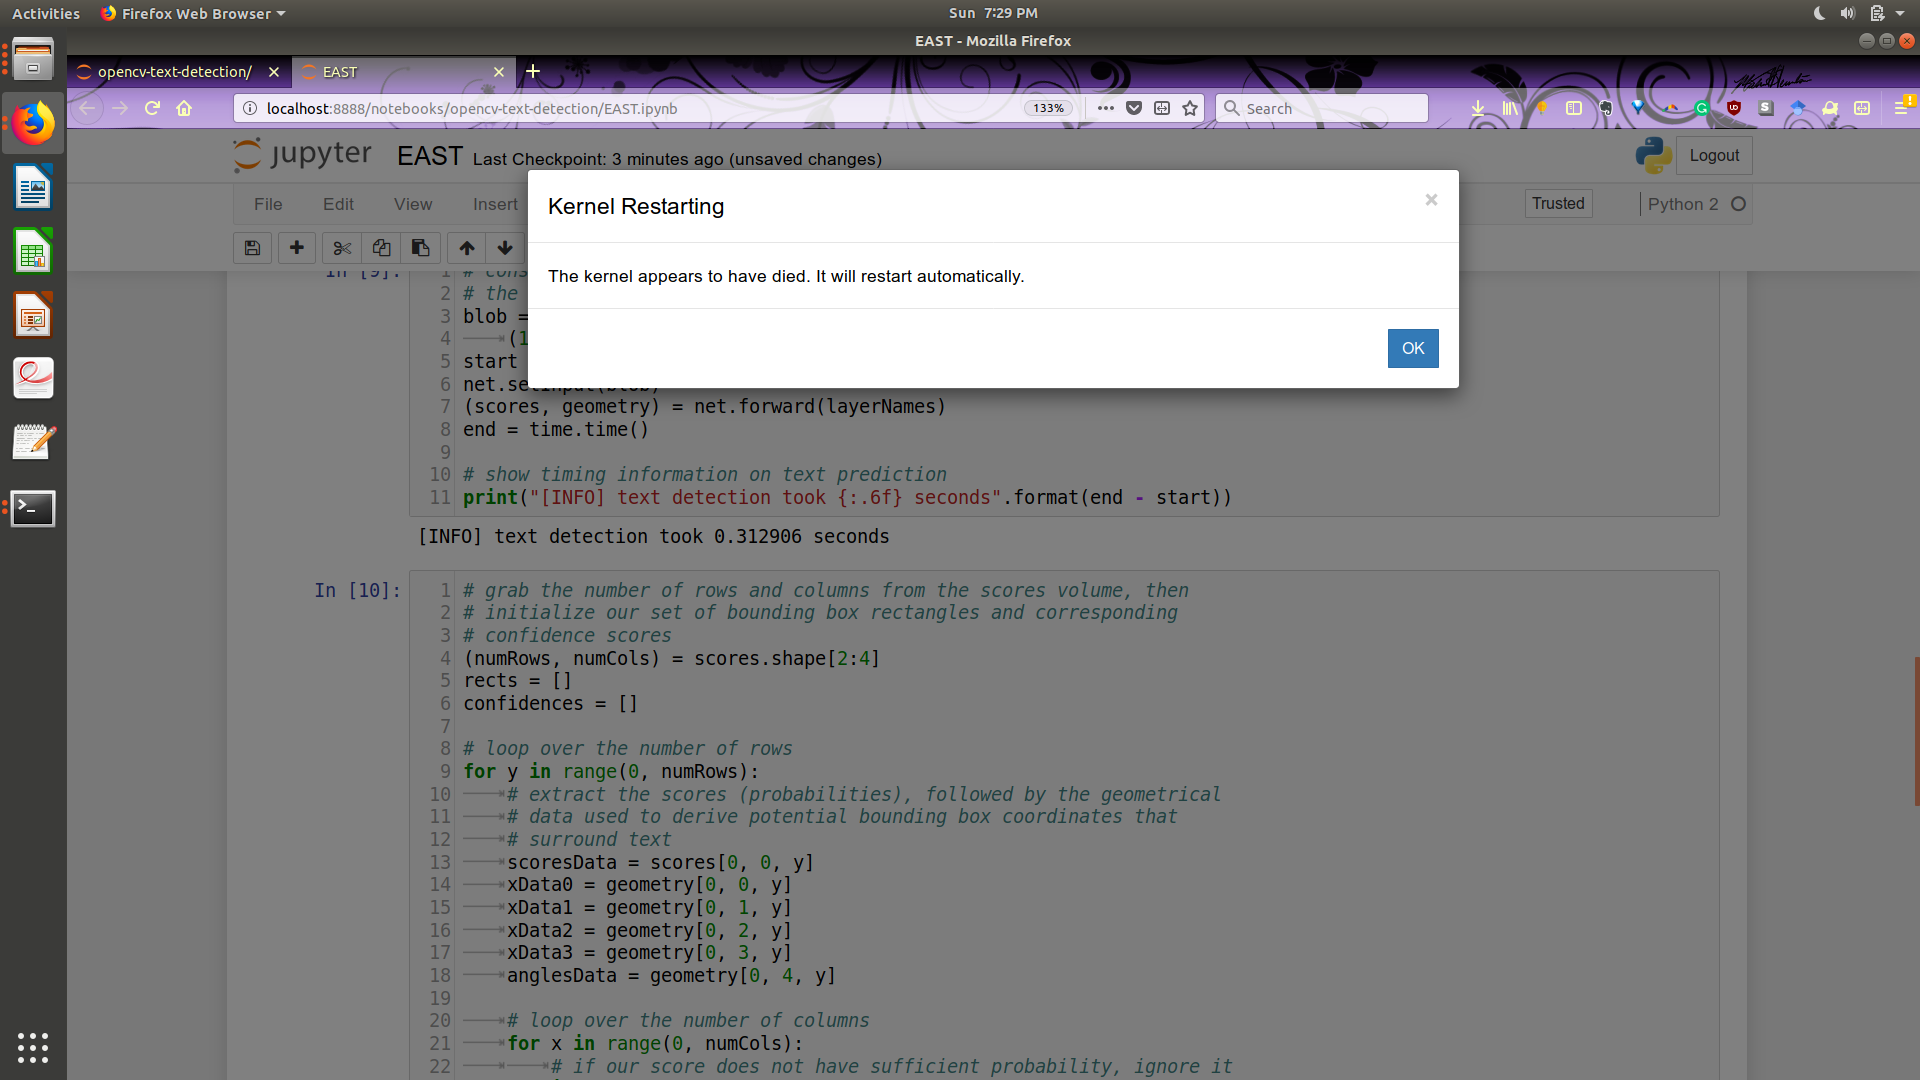 Activities
Firefox Web Browser
Sun 7:29 PM
EAST - Mozilla Firefox
opencv-text-detection/
EAST
localhost:8888/notebooks/opencv-text-detection/EAST.ipynb
133%
Search
jupyter
EAST Last Checkpoint: 3 minutes ago (unsaved changes)
Logout
File Edit View Insert
Trusted
Python 2
Kernel Restarting
×
The kernel appears to have died. It will restart automatically.
OK
In [9]:
1 # cons
2 # the
3 blob =
4 (1
5 start
6 net.setInput(blob)
7 (scores, geometry) = net.forward(layerNames)
8 end = time.time()
9
10 # show timing information on text prediction
11 print("[INFO] text detection took {:.6f} seconds".format(end - start))
[INFO] text detection took 0.312906 seconds
In [10]:
1 # grab the number of rows and columns from the scores volume, then
2 # initialize our set of bounding box rectangles and corresponding
3 # confidence scores
4 (numRows, numCols) = scores.shape[2:4]
5 rects = []
6 confidences = []
7
8 # loop over the number of rows
9 for y in range(0, numRows):
10 # extract the scores (probabilities), followed by the geometrical
11 # data used to derive potential bounding box coordinates that
12 # surround text
13 scoresData = scores[0, 0, y]
14 xData0 = geometry[0, 0, y]
15 xData1 = geometry[0, 1, y]
16 xData2 = geometry[0, 2, y]
17 xData3 = geometry[0, 3, y]
18 anglesData = geometry[0, 4, y]
19
20 # loop over the number of columns
21 for x in range(0, numCols):
22 # if our score does not have sufficient probability, ignore it